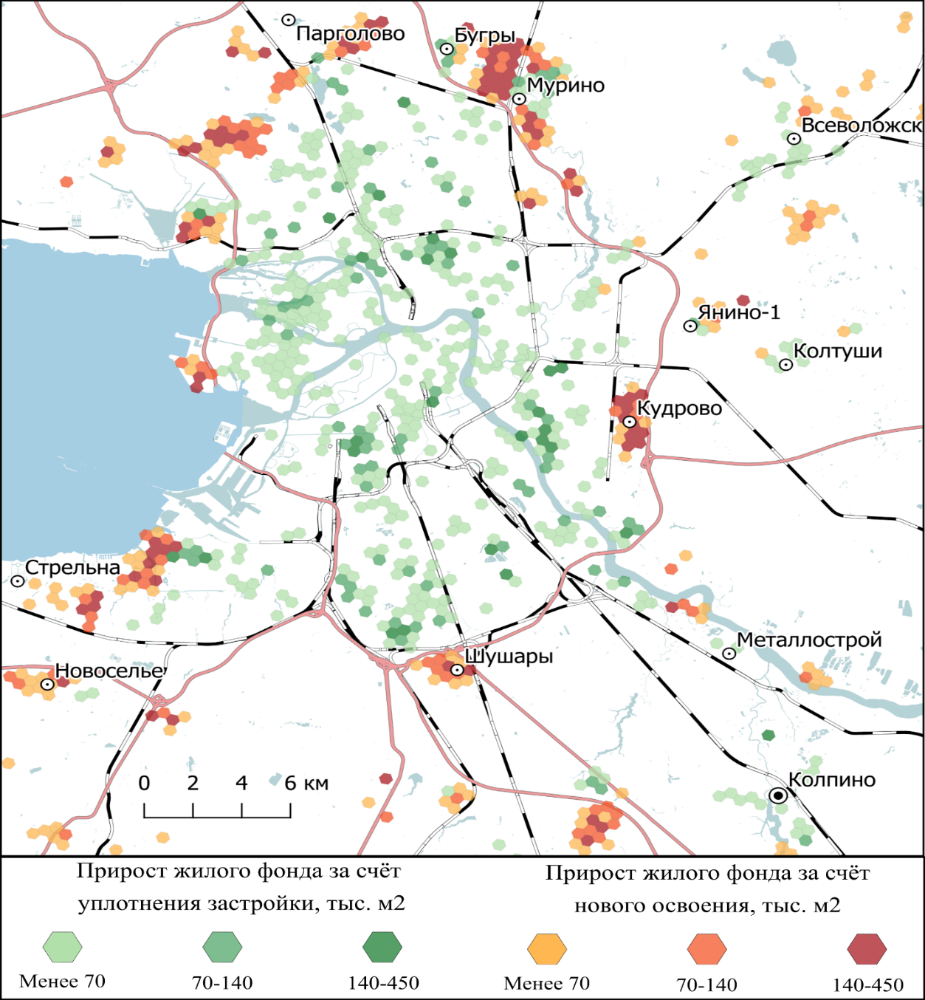 Парголово
Бугры
Мурино
Всеволожск
Янино-1
Колтуши
Кудрово
Стрельна
Металлострой
Шушары
Новоселье
Колпино
0 2 4 6 км
Прирост жилого фонда за счёт
уплотнения застройки, тыс. м2
Менее 70
70-140
140-450
Прирост жилого фонда за счёт
нового освоения, тыс. м2
Менее 70
70-140
140-450